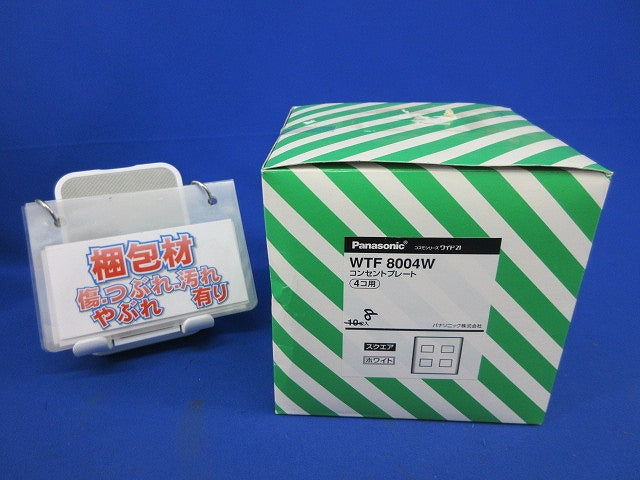 梱包材
傷.つぶれ.汚れ
やぶれ 有り
Panasonic® コスモシリーズ ワイド21
WTF 8004W
コンセントプレート
4コ用
8
10枚入
パナソニック株式会社
スクエア
ホワイト